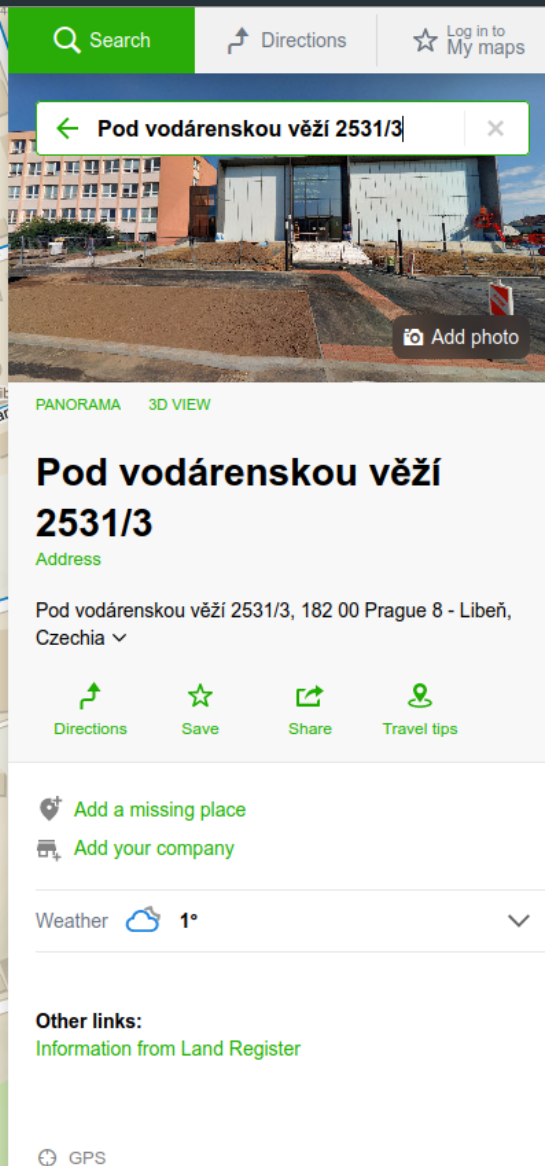 Search
Directions
Log in to
My maps
Pod vodárenskou věží 2531/3
Add photo
PANORAMA 3D VIEW
Pod vodárenskou věží
2531/3
Address
Pod vodárenskou věží 2531/3, 182 00 Prague 8 - Libeň,
Czechia
Directions Save Share Travel tips
Add a missing place
Add your company
Weather 1°
Other links:
Information from Land Register
GPS